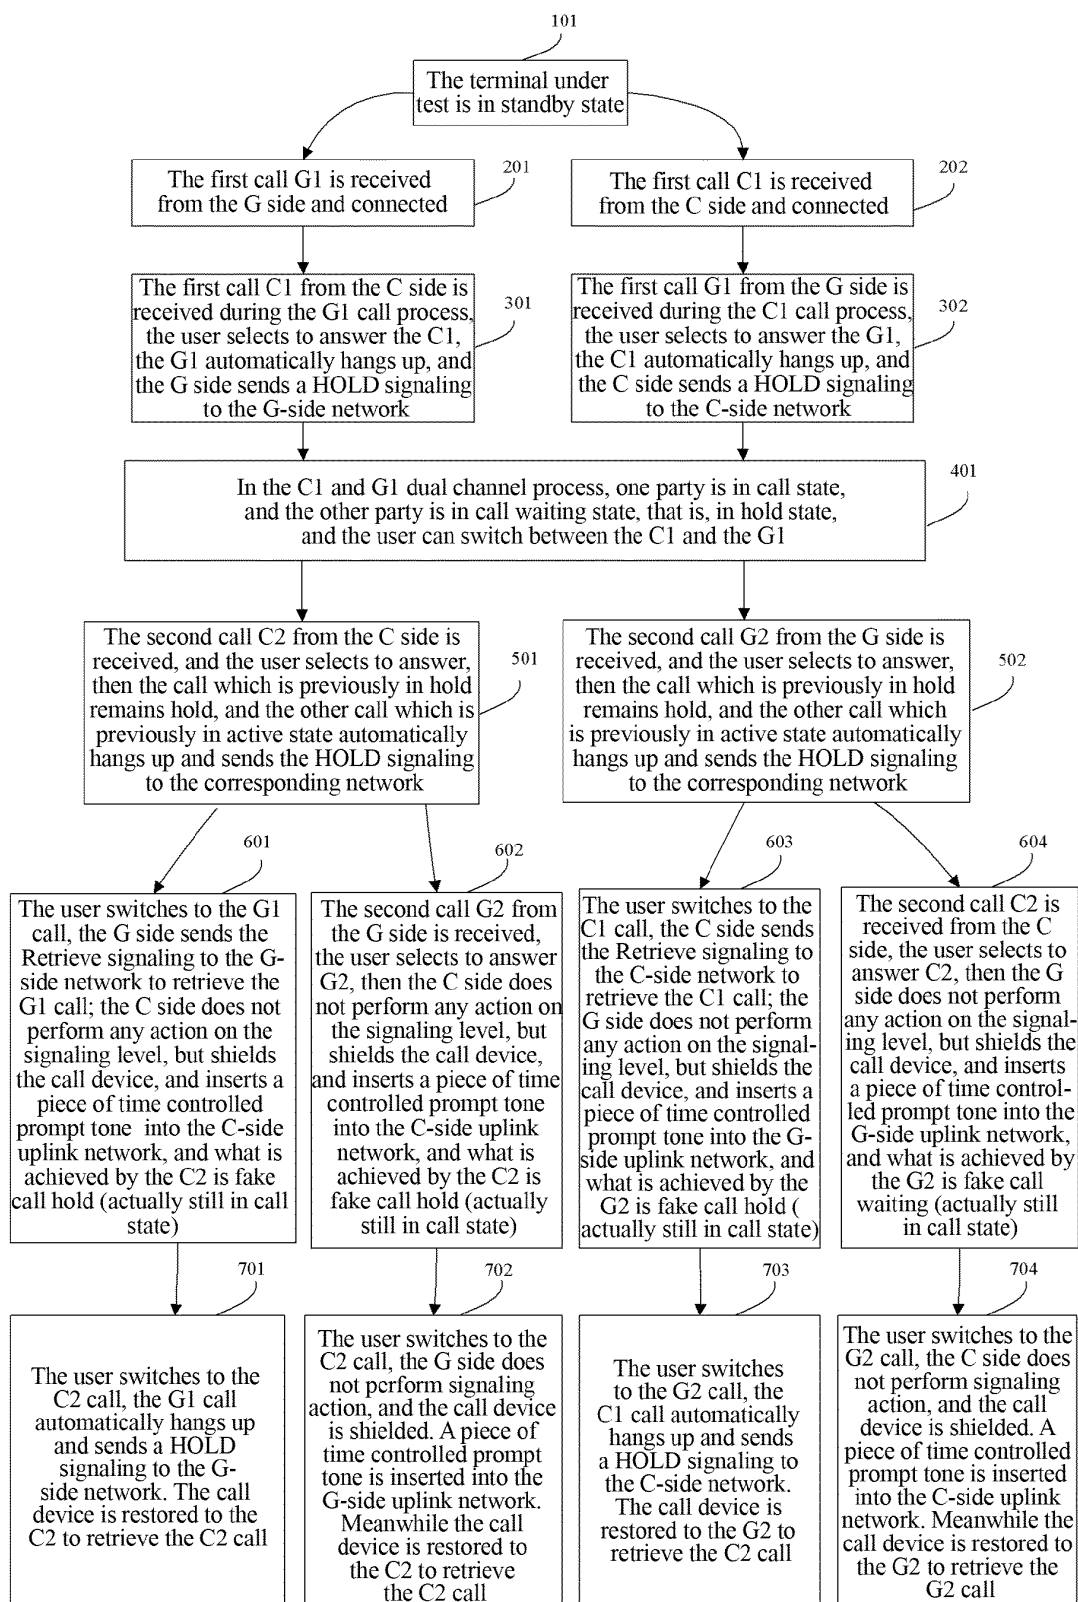 101
The terminal under
test is in standby state
The first call G1 is received
from the G side and connected
201
The first call C1 is received
from the C side and connected
202
The first call C1 from the C side is
received during the G1 call process,
the user selects to answer the C1,
the G1 automatically hangs up, and
the G side sends a HOLD signaling
to the G-side network
301
The first call G1 from the G side is
received during the C1 call process,
the user selects to answer the G1,
the C1 automatically hangs up, and
the C side sends a HOLD signaling
to the C-side network
302
In the C1 and G1 dual channel process, one party is in call state,
and the other party is in call waiting state, that is, in hold state,
and the user can switch between the C1 and the G1
401
The second call C2 from the C side is
received, and the user selects to answer,
then the call which is previously in hold
remains hold, and the other call which is
previously in active state automatically
hangs up and sends the HOLD signaling
to the corresponding network
501
The second call G2 from the G side is
received, and the user selects to answer,
then the call which is previously in hold
remains hold, and the other call which
is previously in active state automatically
hangs up and sends the HOLD signaling
to the corresponding network
502
601
The user switches to the G1
call, the G side sends the
Retrieve signaling to the G-
side network to retrieve the
G1 call; the C side does not
perform any action on the
signaling level, but shields
the call device, and inserts a
piece of time controlled
prompt tone into the C-side
uplink network, and what is
achieved by the C2 is fake
call hold (actually still in call
state)
602
The second call G2 from
the G side is received,
the user selects to answer
G2, then the C side does
not perform any action on
the signaling level, but
shields the call device,
and inserts a piece of time
controlled prompt tone
into the C-side uplink
network, and what is
achieved by the C2 is
fake call hold (actually
still in call state)
603
The user switches to the
C1 call, the C side sends
the Retrieve signaling to
the C-side network to
retrieve the C1 call; the
G side does not perform
any action on the signal-
ing level, but shields the
call device, and inserts a
piece of time controlled
prompt tone into the G-
side uplink network, and
what is achieved by the
G2 is fake call hold (
actually still in call state)
604
The second call C2 is
received from the C
side, the user selects to
answer C2, then the G
side does not perform
any action on the signa-
ling level, but shields the
call device, and inserts
a piece of time control-
led prompt tone into the
G-side uplink network,
and what is achieved by
the G2 is fake call
waiting (actually still
in call state)
701
The user switches to the
C2 call, the G1 call
automatically hangs up
and sends a HOLD
signaling to the G-
side network. The call
device is restored to the
C2 to retrieve the C2 call
702
The user switches to the
C2 call, the G side does
not perform signaling
action, and the call device
is shielded. A piece of
time controlled prompt
tone is inserted into the
G-side uplink network.
Meanwhile the call
device is restored to
the C2 to retrieve
the C2 call
703
The user switches
to the G2 call, the
C1 call automatically
hangs up and sends
a HOLD signaling to
the C-side network.
The call device is
restored to the G2 to
retrieve the C2 call
704
The user switches to the
G2 call, the C side does
not perform signaling
action, and the call
device is shielded. A
piece of time controlled
prompt tone is inserted
into the C-side uplink
network. Meanwhile the
call device is restored to
the G2 to retrieve the
G2 call